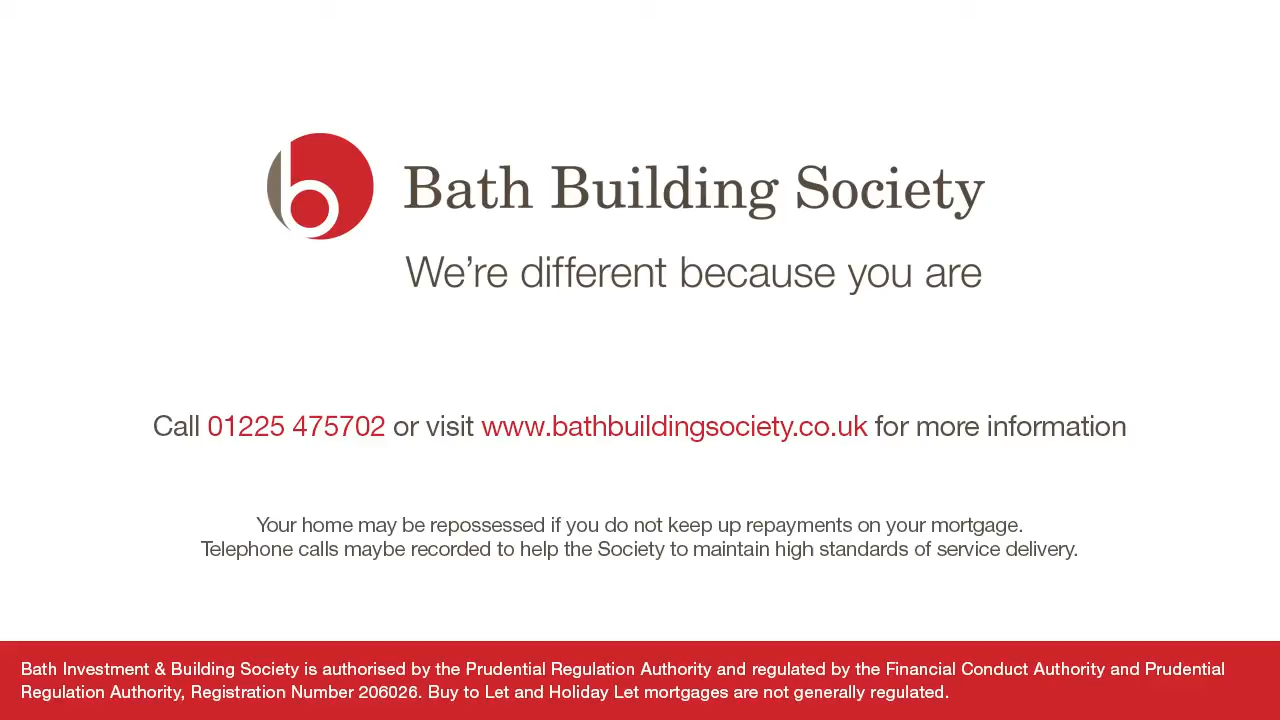 b Bath Building Society
We're different because you are
Call 01225 475702 or visit www.bathbuildingsociety.co.uk for more information
Your home may be repossessed if you do not keep up repayments on your mortgage.
Telephone calls maybe recorded to help the Society to maintain high standards of service delivery.
Bath Investment & Building Society is authorised by the Prudential Regulation Authority and regulated by the Financial Conduct Authority and Prudential
Regulation Authority, Registration Number 206026. Buy to Let and Holiday Let mortgages are not generally regulated.